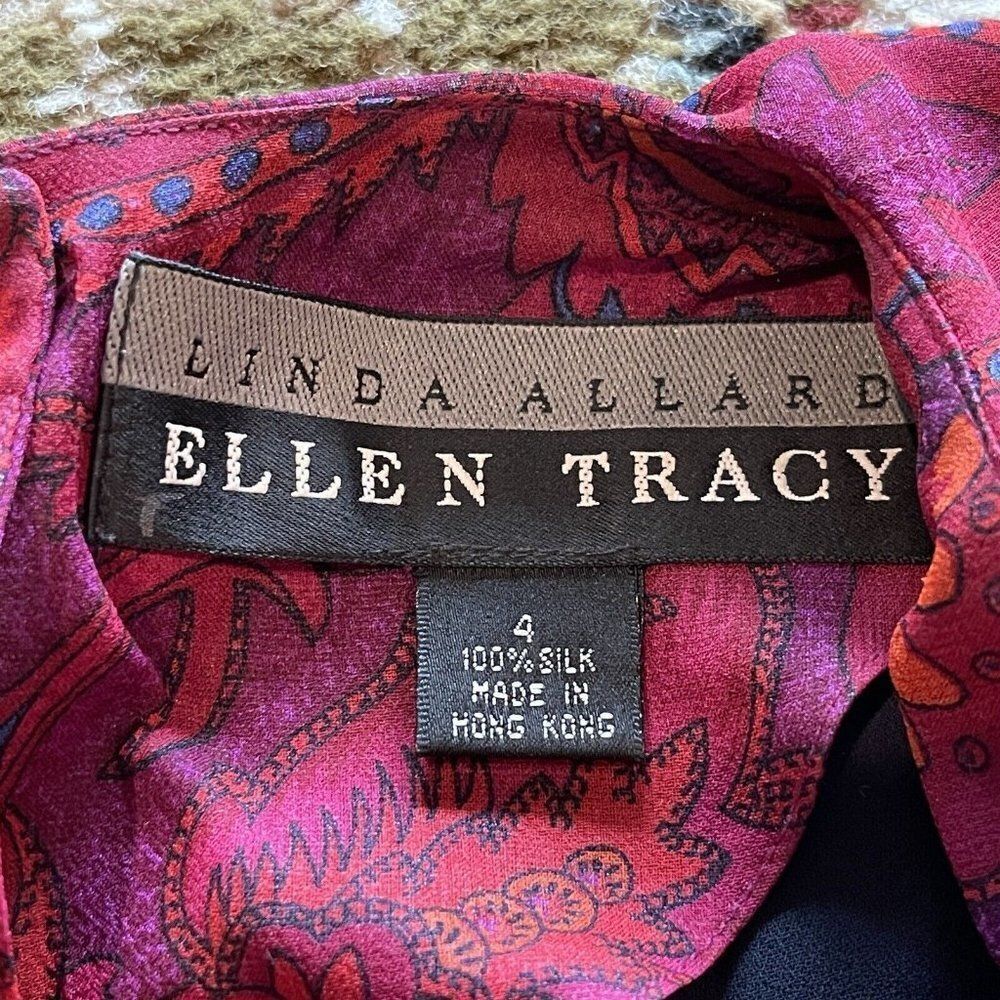 LINDA ALLARD
ELLEN TRACY
4
100% SILK
MADE IN
HONG KONG